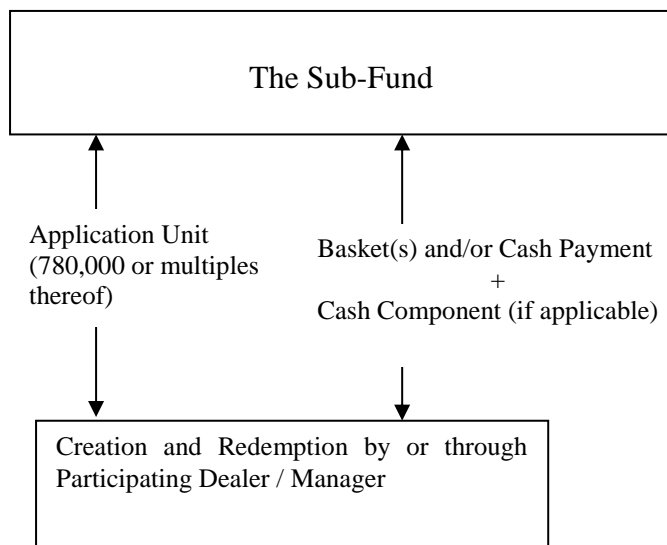 The Sub-Fund
Application Unit
(780,000 or multiples
thereof)
Basket(s) and/or Cash Payment
+
Cash Component (if applicable)
Creation and Redemption by or through
Participating Dealer / Manager